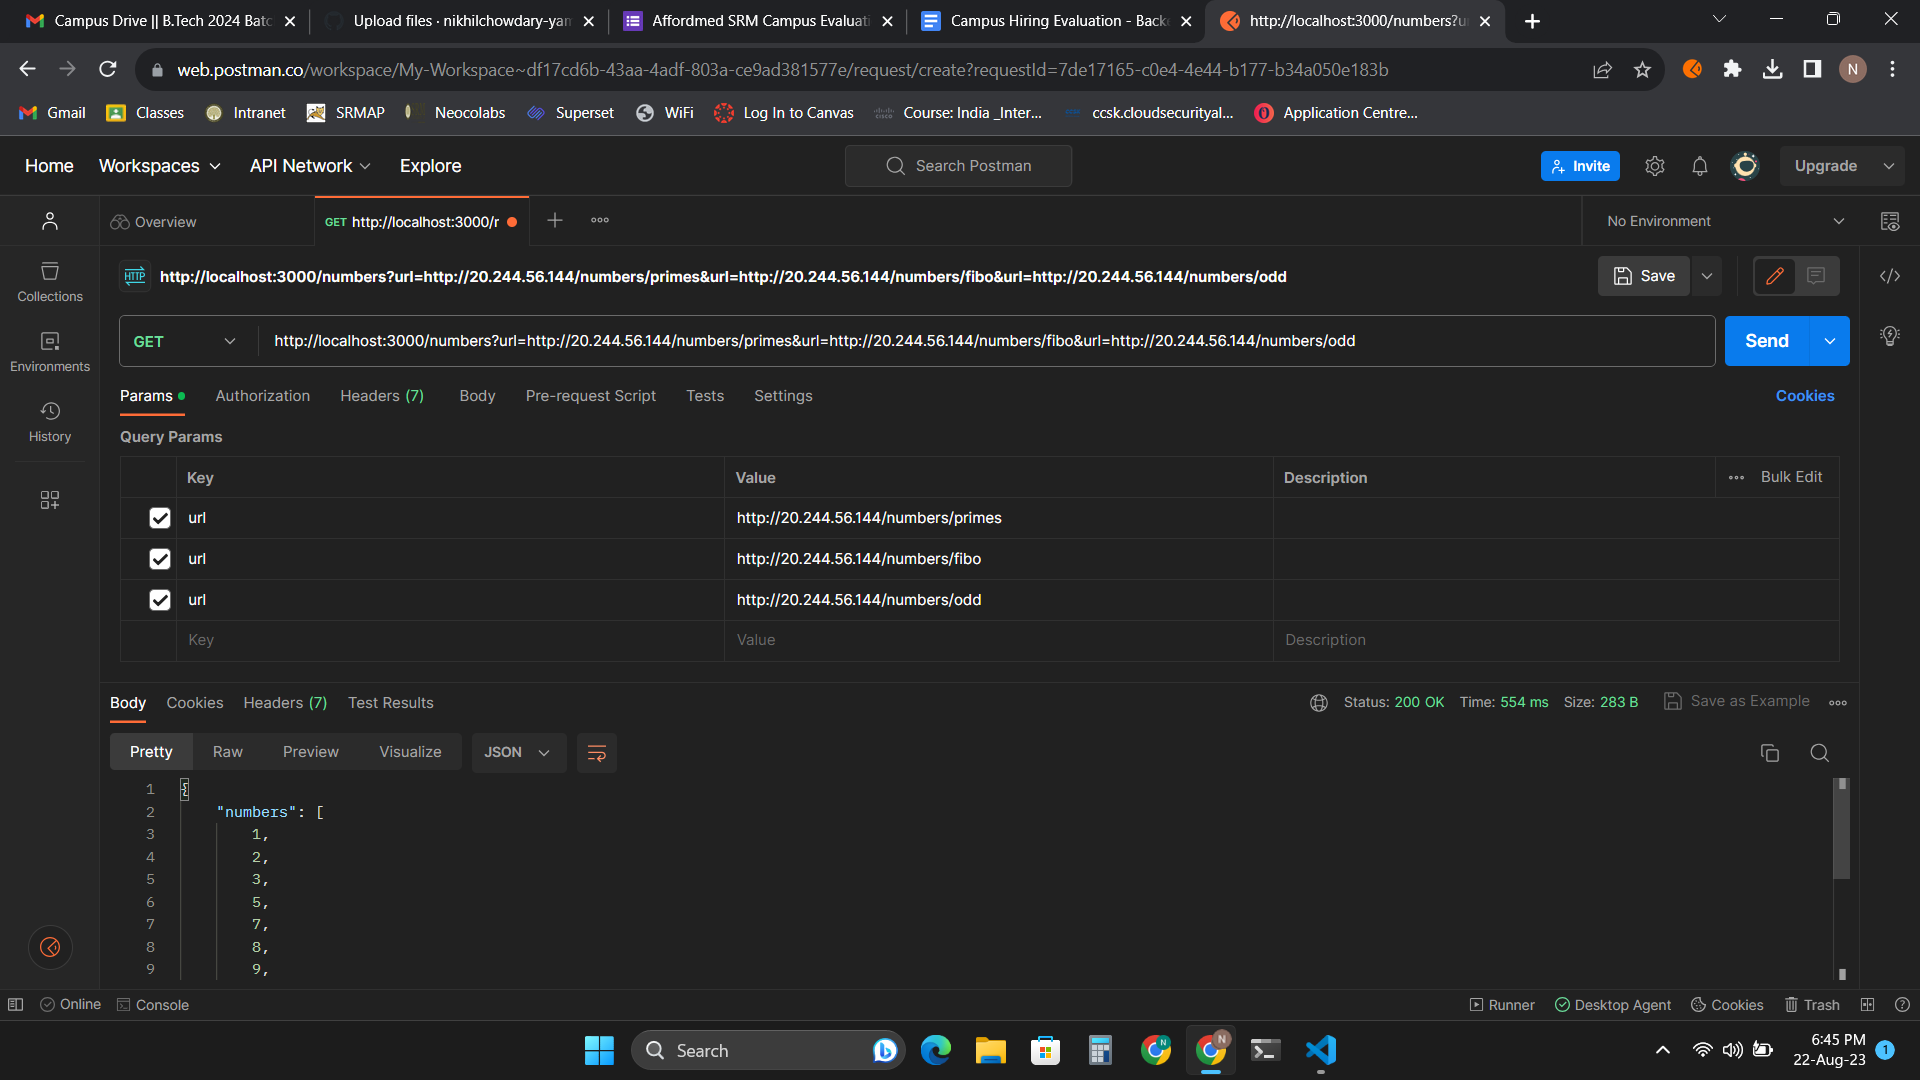 Campus Drive || B.Tech 2024 Batc
Upload files · nikhilchowdary-yam
Affordmed SRM Campus Evaluati
Campus Hiring Evaluation - Backe
http://localhost:3000/numbers?u
web.postman.co/workspace/My-Workspace~df17cd6b-43aa-4adf-803a-ce9ad381577e/request/create?requestId=7de17165-c0e4-4e44-b177-b34a050e183b
N
Gmail
Classes
Intranet
SRMAP
Neocolabs
Superset
WiFi
Log In to Canvas
Course: India _Inter...
ccsk.cloudsecurityal...
Application Centre...
Home
Workspaces
API Network
Explore
Search Postman
Invite
Upgrade
Overview
GET http://localhost:3000/r
No Environment
HTTP
http://localhost:3000/numbers?url=http://20.244.56.144/numbers/primes&url=http://20.244.56.144/numbers/fibo&url=http://20.244.56.144/numbers/odd
Save
Collections
Environments
History
GET
http://localhost:3000/numbers?url=http://20.244.56.144/numbers/primes&url=http://20.244.56.144/numbers/fibo&url=http://20.244.56.144/numbers/odd
Send
Params
Authorization
Headers (7)
Body
Pre-request Script
Tests
Settings
Cookies
Query Params
Key Value Description Bulk Edit
url http://20.244.56.144/numbers/primes
url http://20.244.56.144/numbers/fibo
url http://20.244.56.144/numbers/odd
Key Value Description
Body
Cookies
Headers (7)
Test Results
Status: 200 OK Time: 554 ms Size: 283 B
Save as Example
Pretty
Raw
Preview
Visualize
JSON
1 {
2 "numbers": [
3 1,
4 2,
5 3,
6 5,
7 7,
8 8,
9 9,
Online
Console
Runner
Desktop Agent
Cookies
Trash
Search
N
N
6:45 PM
22-Aug-23
1